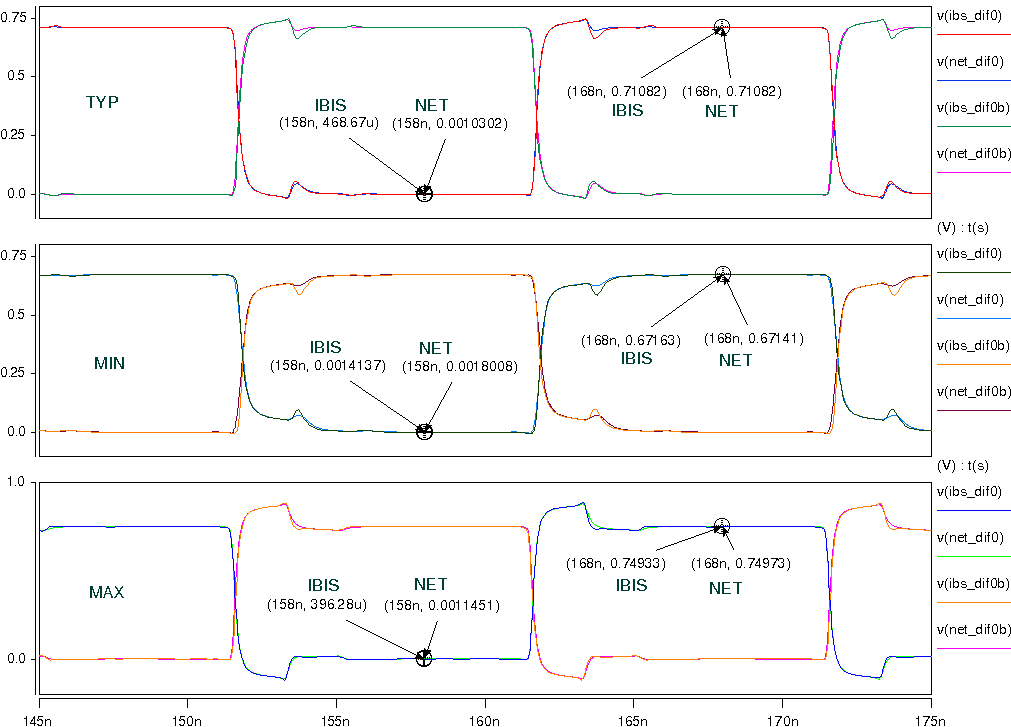 0.75
v(ibs_dif0)
v(net_dif0)
0.5
(168n, 0.71082) (168n, 0.71082)
TYP
IBIS NET
IBIS NET
v(ibs_dif0b)
(158n, 468.67u) (158n, 0.0010302)
0.25
v(net_dif0b)
0.0
(V) : t(s)
0.75
v(ibs_dif0)
v(net_dif0)
0.5
(168n, 0.67163) (168n, 0.67141)
IBIS NET
v(ibs_dif0b)
IBIS NET
MIN
(158n, 0.0014137) (158n, 0.0018008)
0.25
v(net_dif0b)
0.0
(V) : t(s)
1.0
v(ibs_dif0)
v(net_dif0)
(168n, 0.74933) (168n, 0.74973)
IBIS NET
v(ibs_dif0b)
IBIS NET
MAX
(158n, 396.28u) (158n, 0.0011451)
v(net_dif0b)
0.0
145n 150n 155n 160n 165n 170n 175n